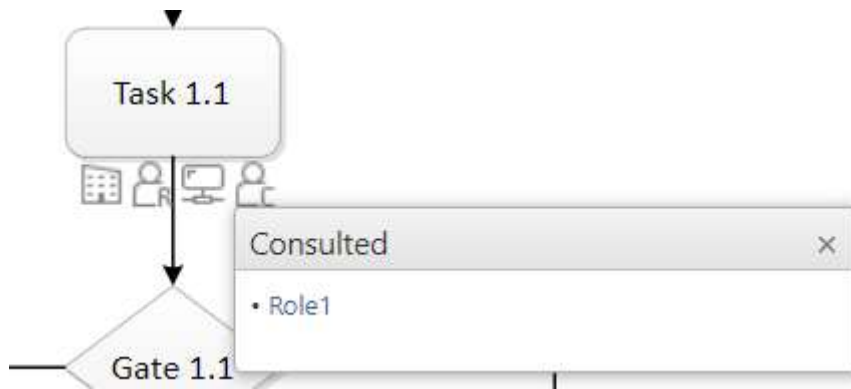 Task 1.1
R C
Consulted ×
• Role1
Gate 1.1